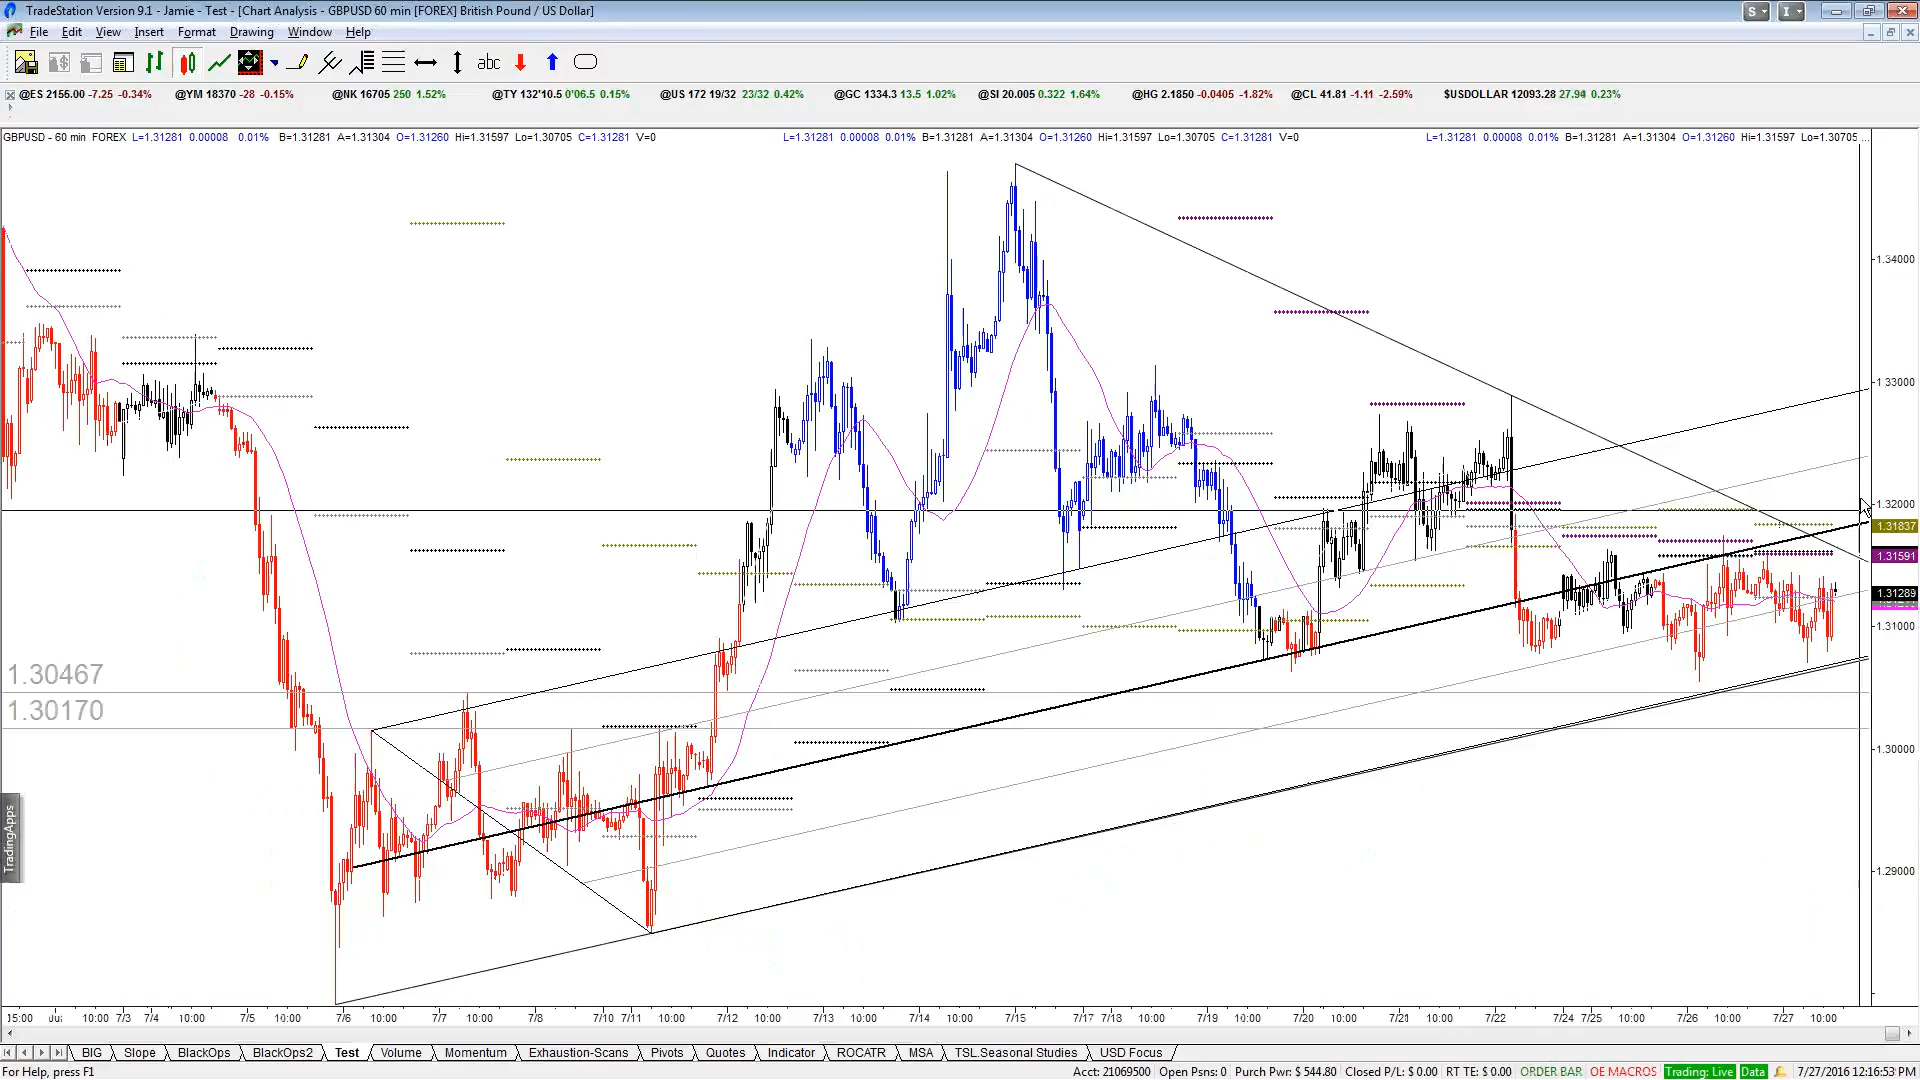 TradeStation Version 9.1 - Jamie - Test - [Chart Analysis - GBPUSD 60 min [FOREX] British Pound / US Dollar]
S I
File Edit View Insert Format Drawing Window Help
abc
@ES 2156.00 -7.25 -0.34% @YM 18370 -28 -0.15% @NK 16705 250 1.52% @TY 132'10.5 0'06.5 0.15% @US 172 19/32 23/32 0.42% @GC 1334.3 13.5 1.02% @SI 20.005 0.322 1.64% @HG 2.1850 -0.0405 -1.82% @CL 41.81 -1.11 -2.59% $USDOLLAR 12093.28 27.94 0.23%
GBPUSD - 60 min FOREX L=1.31281 0.00008 0.01% B=1.31281 A=1.31304 O=1.31260 Hi=1.31597 Lo=1.30705 C=1.31281 V=0 L=1.31281 0.00008 0.01% B=1.31281 A=1.31304 O=1.31260 Hi=1.31597 Lo=1.30705 C=1.31281 V=0 L=1.31281 0.00008 0.01% B=1.31281 A=1.31304 O=1.31260 Hi=1.31597 Lo=1.30705 ...
1.34000
1.33000
1.32000
1.31837
1.31591
1.31289
1.31000
1.30467
1.30170
1.30000
TradingApps
1.29000
15:00 10:00 7/3 7/4 10:00 7/5 10:00 7/6 10:00 7/7 10:00 7/8 7/10 7/11 10:00 7/12 10:00 7/13 10:00 7/14 10:00 7/15 7/17 7/18 10:00 7/19 10:00 7/20 10:00 7/21 10:00 7/22 7/24 7/25 10:00 7/26 10:00 7/27 10:00
BIG Slope BlackOps BlackOps2 Test Volume Momentum Exhaustion-Scans Pivots Quotes Indicator ROCATR MSA TSL.Seasonal Studies USD Focus
For Help, press F1 Acct: 21069500 Open Psns: 0 Purch Pwr: $ 544.80 Closed P/L: $ 0.00 RT TE: $ 0.00 ORDER BAR OE MACROS Trading: Live Data 7/27/2016 12:16:53 PM